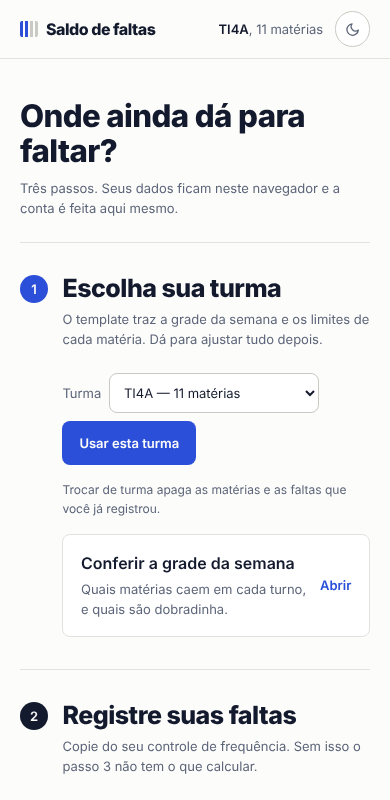 Saldo de faltas
TI4A, 11 matérias
Onde ainda dá para
faltar?
Três passos. Seus dados ficam neste navegador e a
conta é feita aqui mesmo.
1
Escolha sua turma
O template traz a grade da semana e os limites de
cada matéria. Dá para ajustar tudo depois.
Turma
TI4A — 11 matérias
Usar esta turma
Trocar de turma apaga as matérias e as faltas que
você já registrou.
Conferir a grade da semana
Quais matérias caem em cada turno,
e quais são dobradinha.
Abrir
2
Registre suas faltas
Copie do seu controle de frequência. Sem isso o
passo 3 não tem o que calcular.